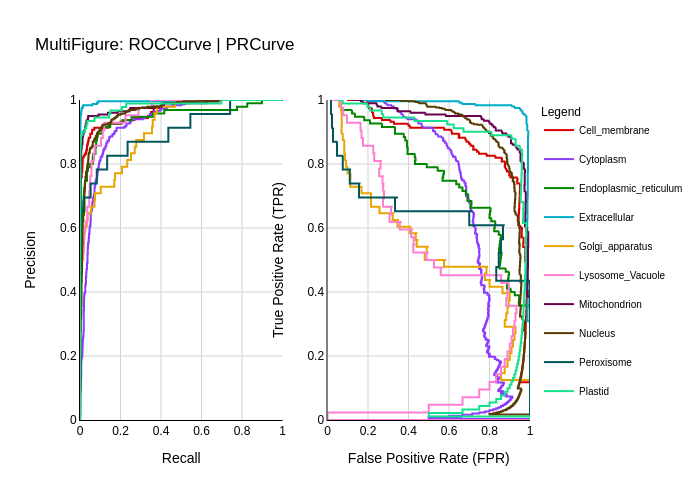 MultiFigure: ROCCurve | PRCurve
Precision
1
0.8
0.6
0.4
0.2
0
0
0.2
0.4
0.6
0.8
1
Recall
True Positive Rate (TPR)
1
0.8
0.6
0.4
0.2
0
0
0.2
0.4
0.6
0.8
1
False Positive Rate (FPR)
Legend
Cell_membrane
Cytoplasm
Endoplasmic_reticulum
Extracellular
Golgi_apparatus
Lysosome_Vacuole
Mitochondrion
Nucleus
Peroxisome
Plastid